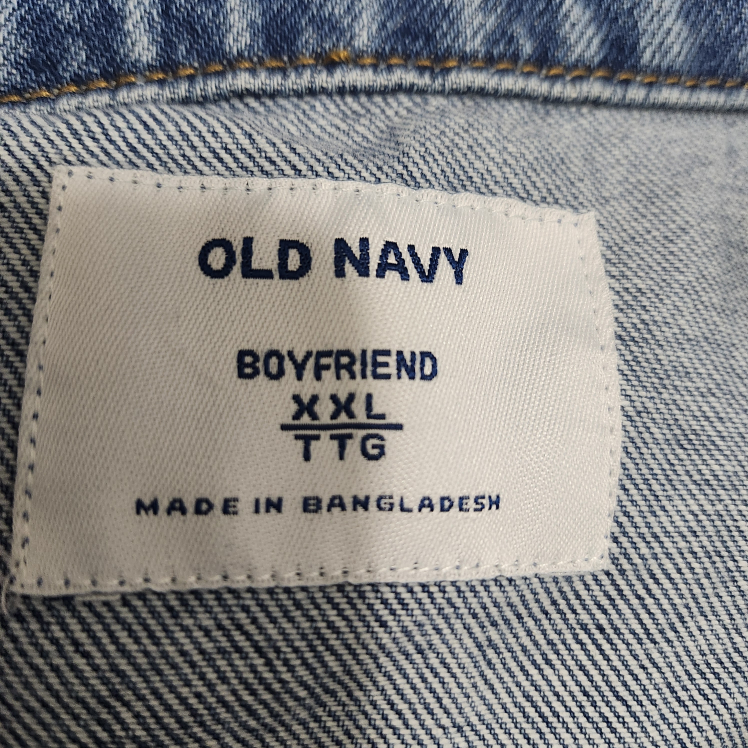 OLD NAVY
BOYFRIEND
XXL
TTG
MADE IN BANGLADESH